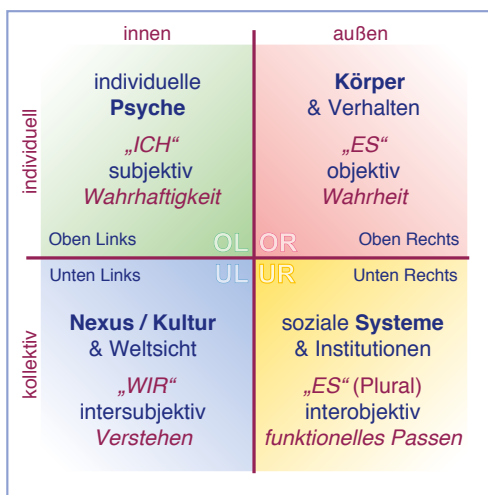 innen
außen
individuell
individuelle
Psyche
„ICH“
subjektiv
Wahrhaftigkeit
Oben Links
OL
Körper
& Verhalten
„ES“
objektiv
Wahrheit
OR
Oben Rechts
kollektiv
Unten Links
UL
Nexus / Kultur
& Weltsicht
„WIR“
intersubjektiv
Verstehen
UR
Unten Rechts
soziale Systeme
& Institutionen
„ES“ (Plural)
interobjektiv
funktionelles Passen